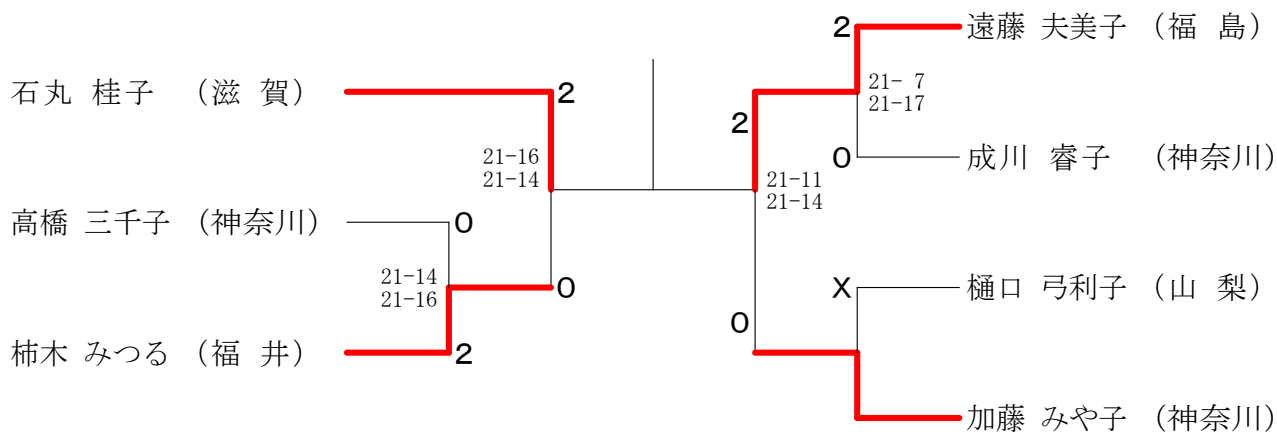 石丸 桂子 （滋 賀）
2
21-16
21-14
高橋 三千子 （神奈川）
0
21-14
21-16
0
柿木 みつる （福 井）
2
2
遠藤 夫美子 （福 島）
21- 7
21-17
2
0
成川 睿子 （神奈川）
21-11
21-14
X
樋口 弓利子 （山 梨）
0
加藤 みや子 （神奈川）